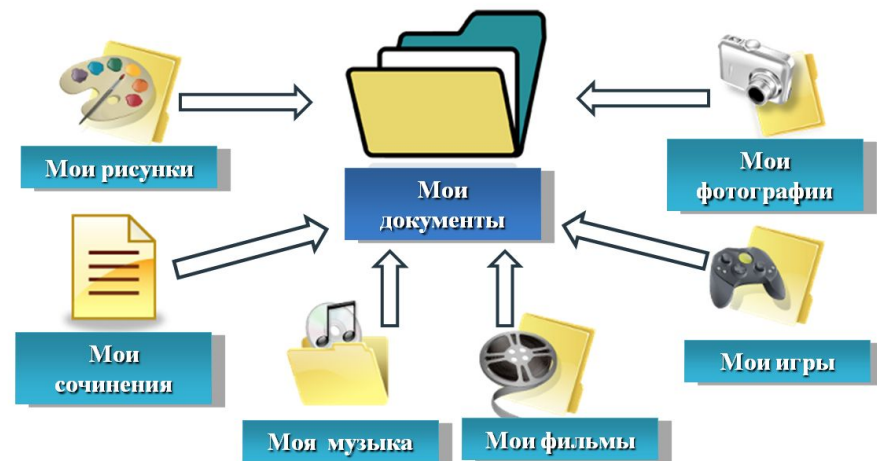 Мои рисунки
Мои
документы
Мои
фотографии
Мои
сочинения
Мои игры
Моя музыка
Мои фильмы